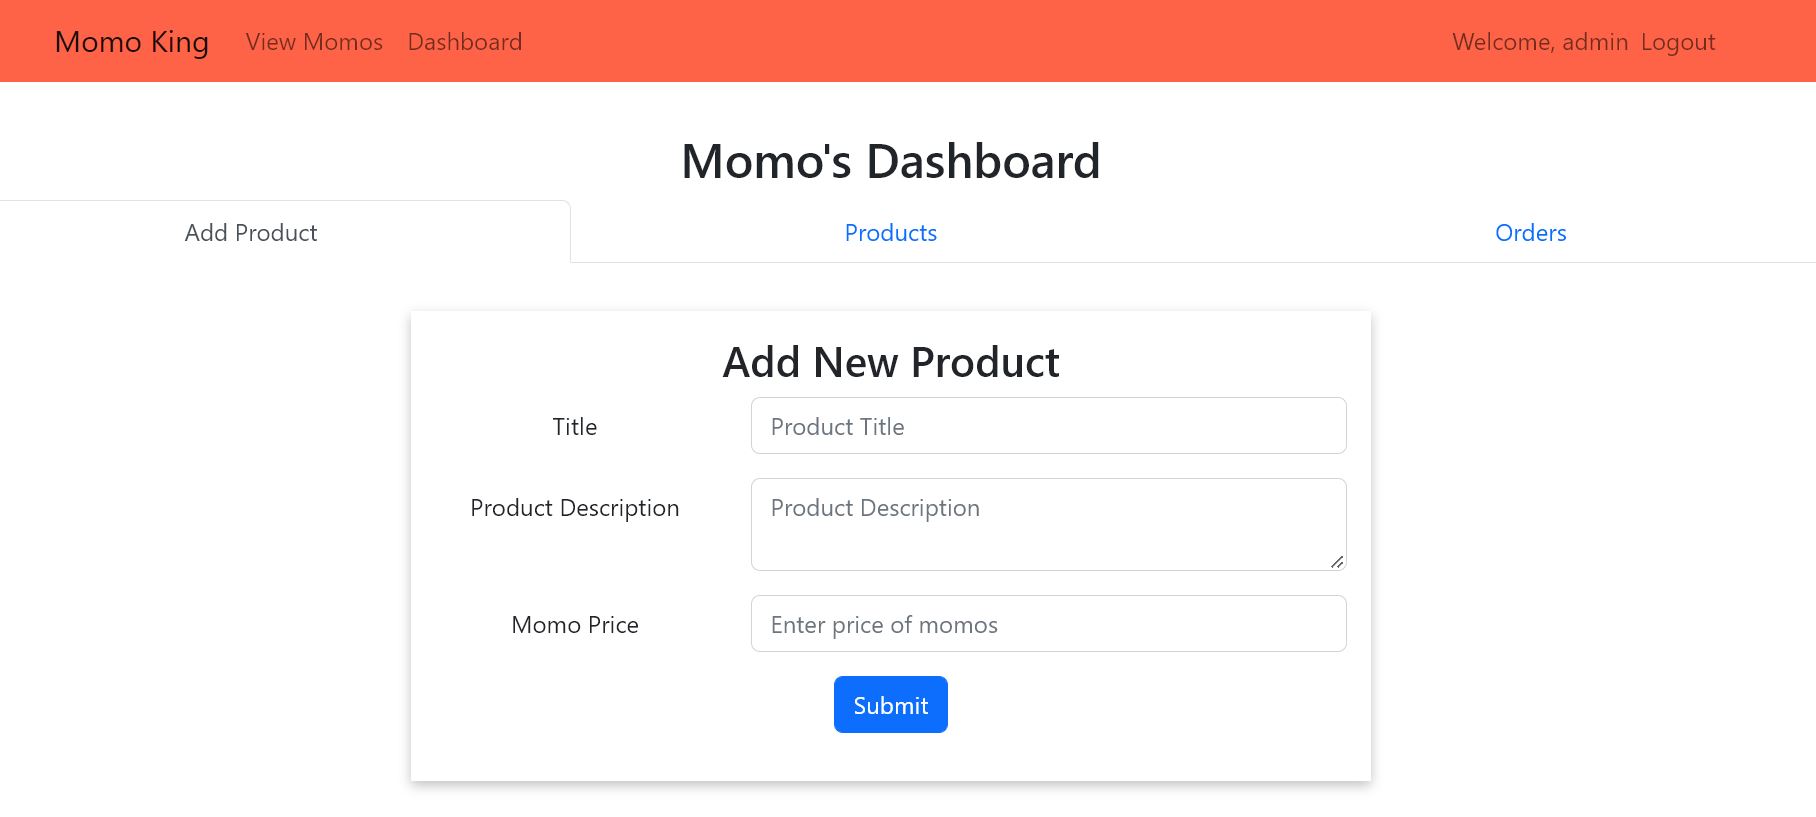 Momo King View Momos Dashboard Welcome, admin Logout
Momo's Dashboard
Add Product Products Orders
Add New Product
Title Product Title
Product Description Product Description
Momo Price Enter price of momos
Submit